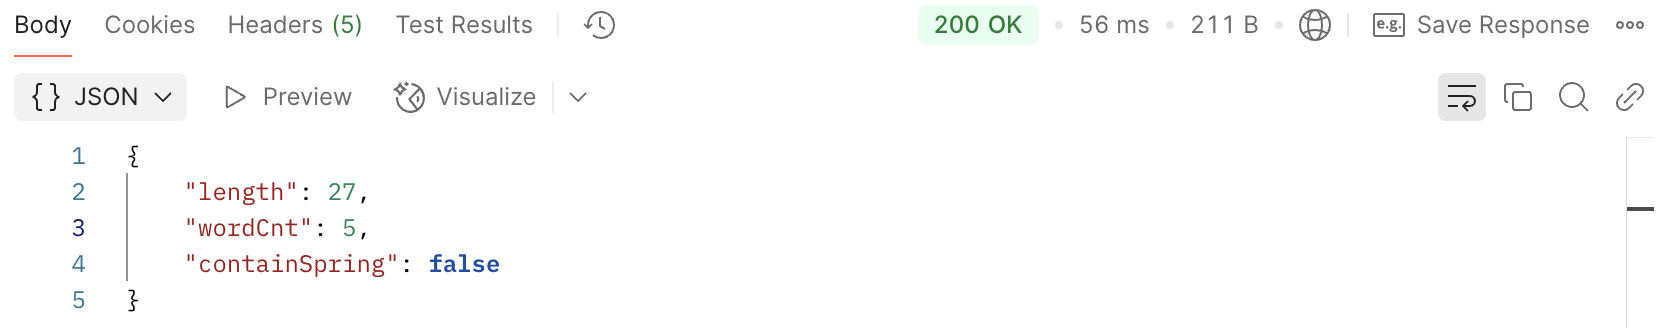 Body Cookies Headers (5) Test Results 200 OK • 56 ms • 211 B • e.g. Save Response
{} JSON Preview Visualize
1 {
2 "length": 27,
3 "wordCnt": 5,
4 "containSpring": false
5 }